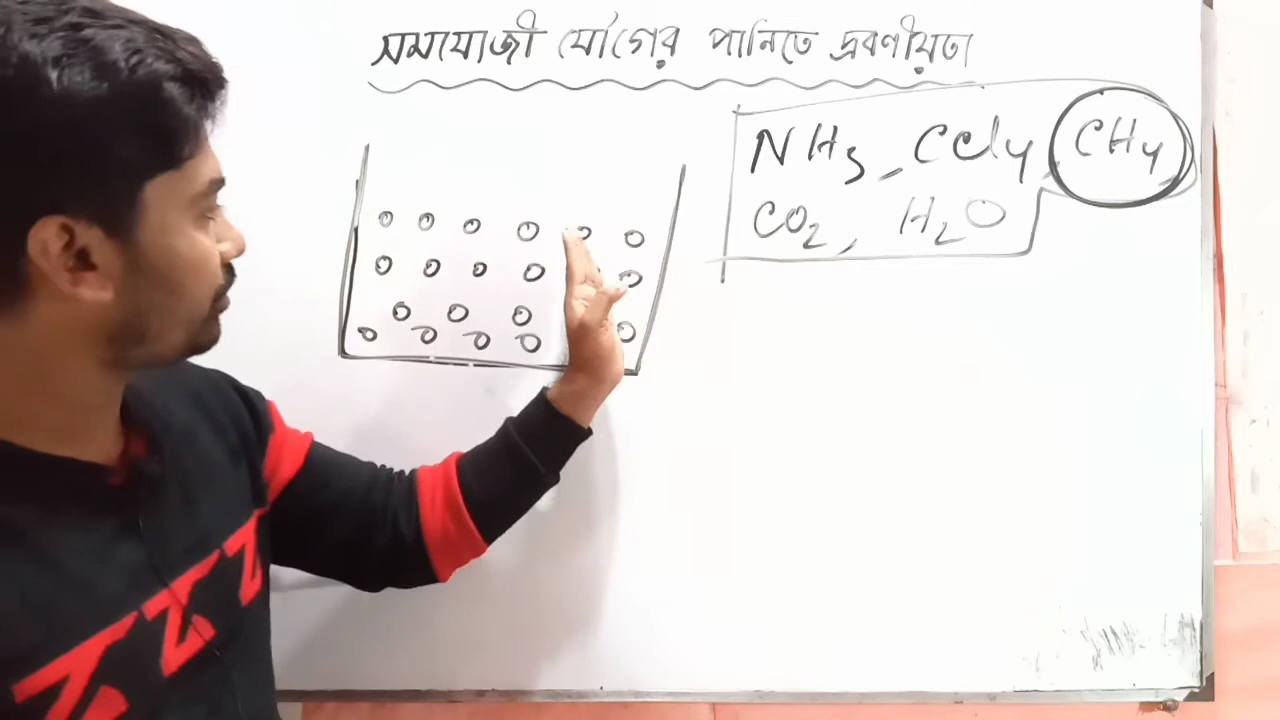 সমযোজী যৌগের পানিতে দ্রবণীয়তা
NH3, CCl4 CH4
CO2, H2O